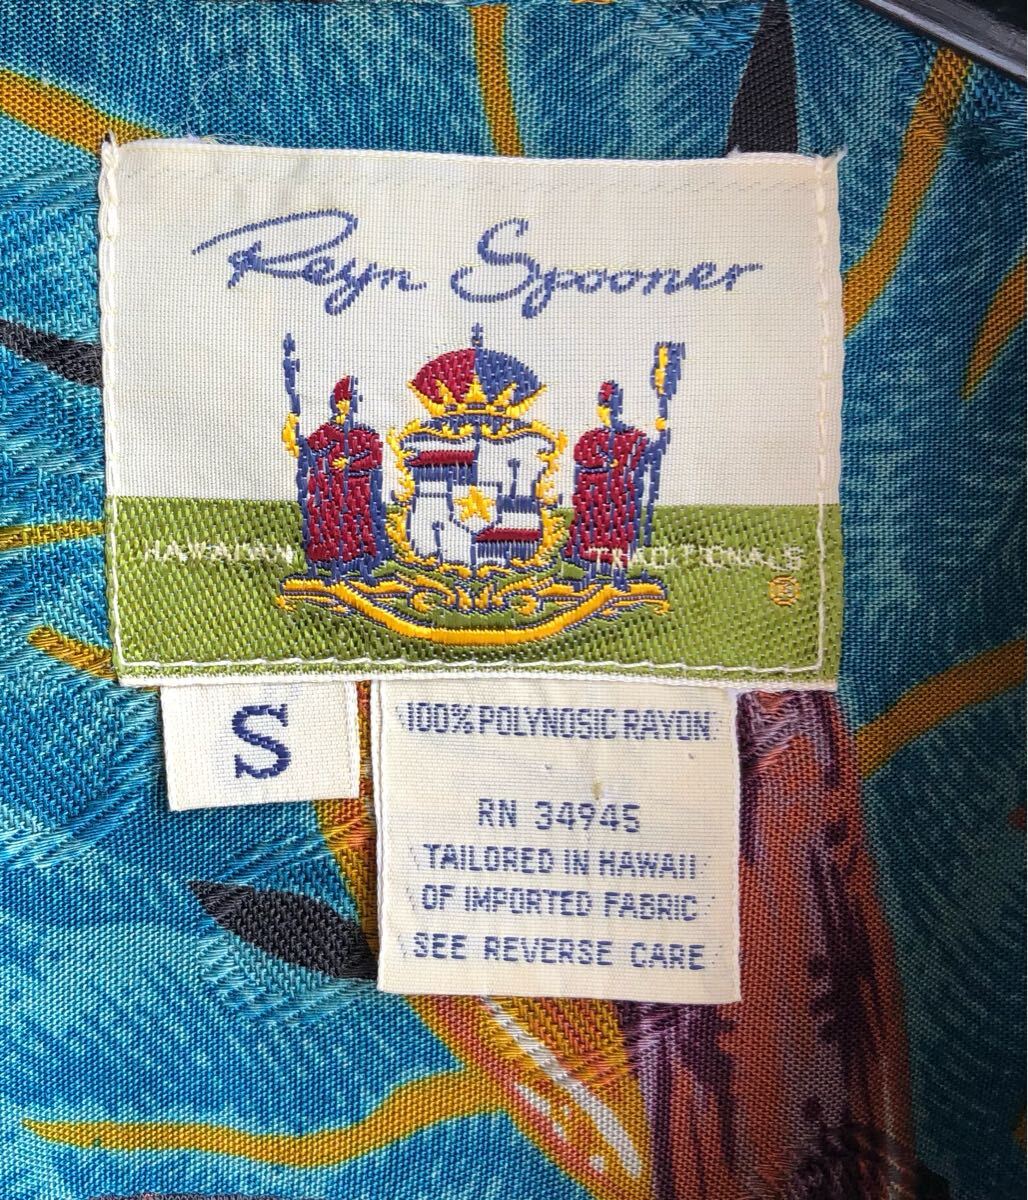 Reyn Spooner
HAWAIIAN TRADITIONALS
®
S
100% POLYNOSIC RAYON
RN 34945
TAILORED IN HAWAII
OF IMPORTED FABRIC
SEE REVERSE CARE